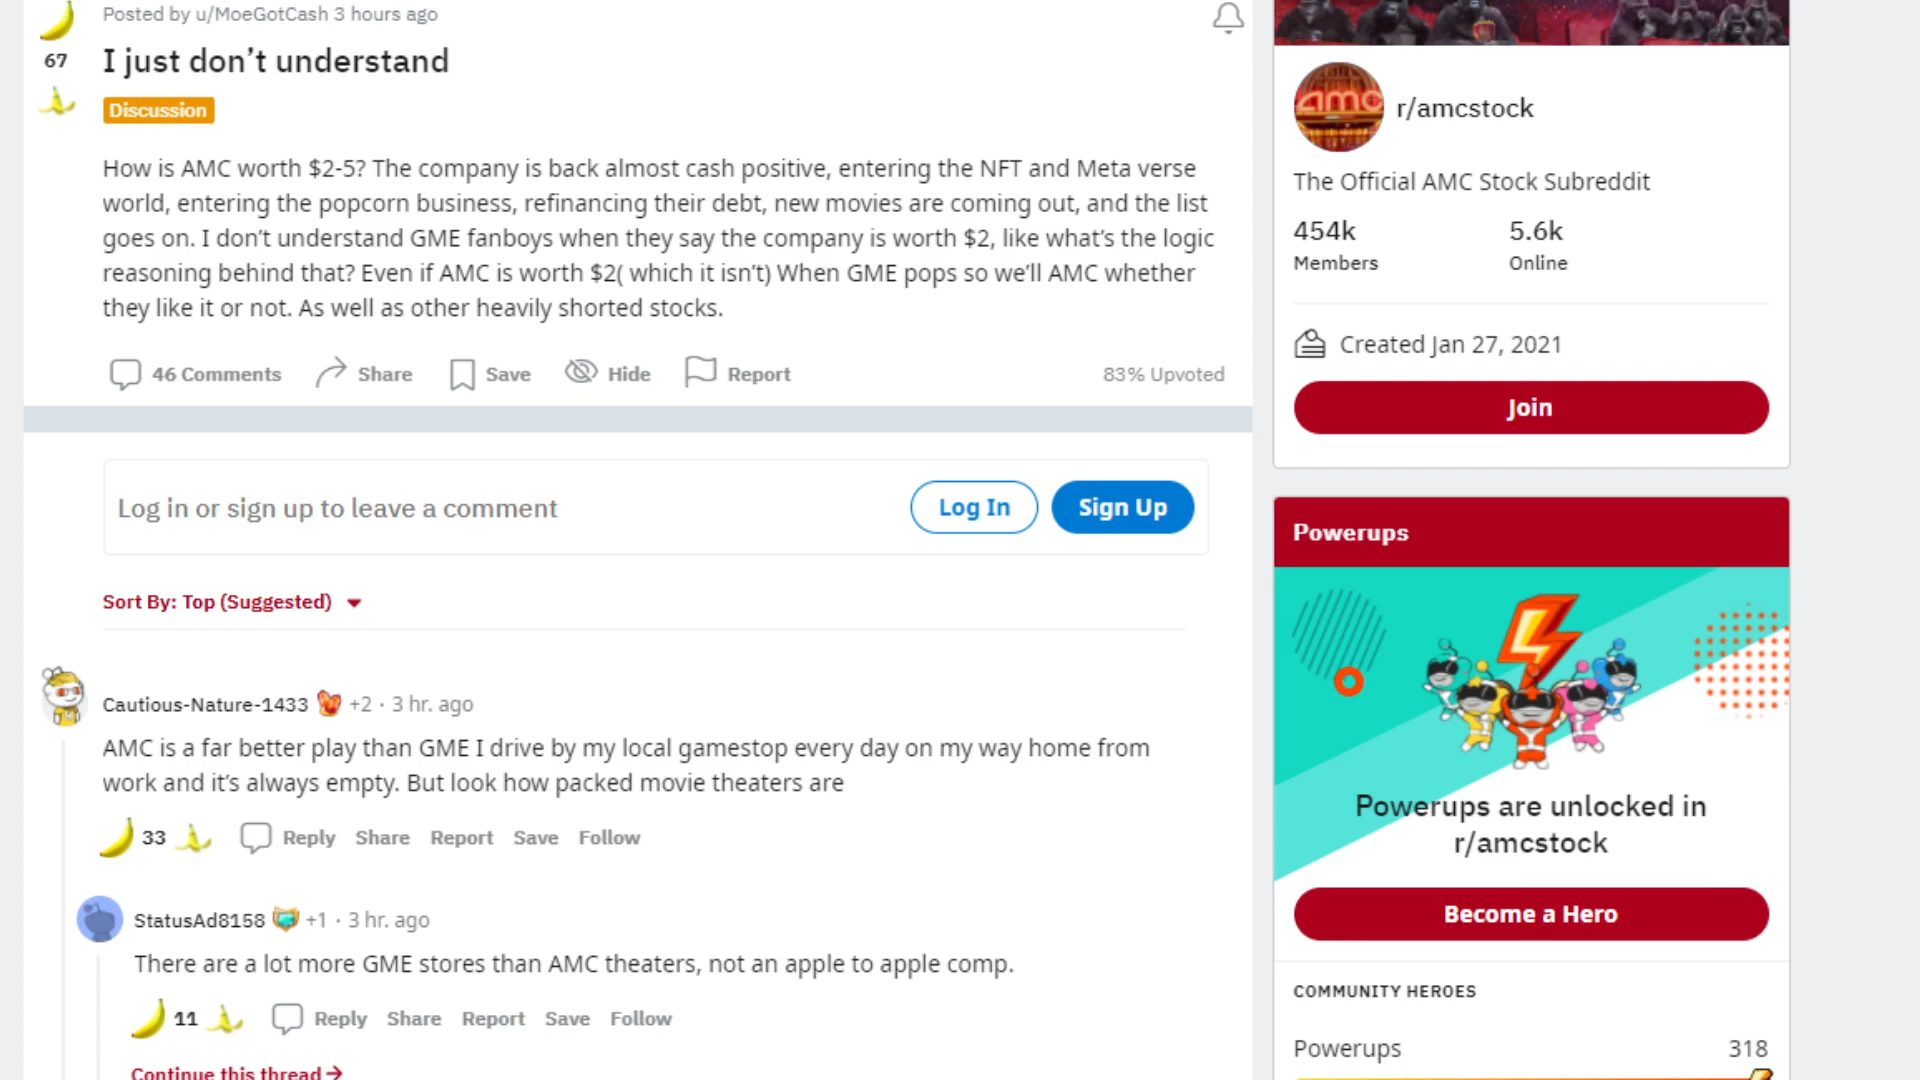 Posted by u/MoeGotCash 3 hours ago
67
I just don’t understand
Discussion
How is AMC worth $2-5? The company is back almost cash positive, entering the NFT and Meta verse
world, entering the popcorn business, refinancing their debt, new movies are coming out, and the list
goes on. I don’t understand GME fanboys when they say the company is worth $2, like what’s the logic
reasoning behind that? Even if AMC is worth $2( which it isn’t) When GME pops so we’ll AMC whether
they like it or not. As well as other heavily shorted stocks.
46 Comments Share Save Hide Report 83% Upvoted
Log in or sign up to leave a comment Log In Sign Up
Sort By: Top (Suggested)
Cautious-Nature-1433 +2 · 3 hr. ago
AMC is a far better play than GME I drive by my local gamestop every day on my way home from
work and it’s always empty. But look how packed movie theaters are
33 Reply Share Report Save Follow
StatusAd8158 +1 · 3 hr. ago
There are a lot more GME stores than AMC theaters, not an apple to apple comp.
11 Reply Share Report Save Follow
Continue this thread
amc r/amcstock
The Official AMC Stock Subreddit
454k 5.6k
Members Online
Created Jan 27, 2021
Join
Powerups
Powerups are unlocked in
r/amcstock
Become a Hero
COMMUNITY HEROES
Powerups 318